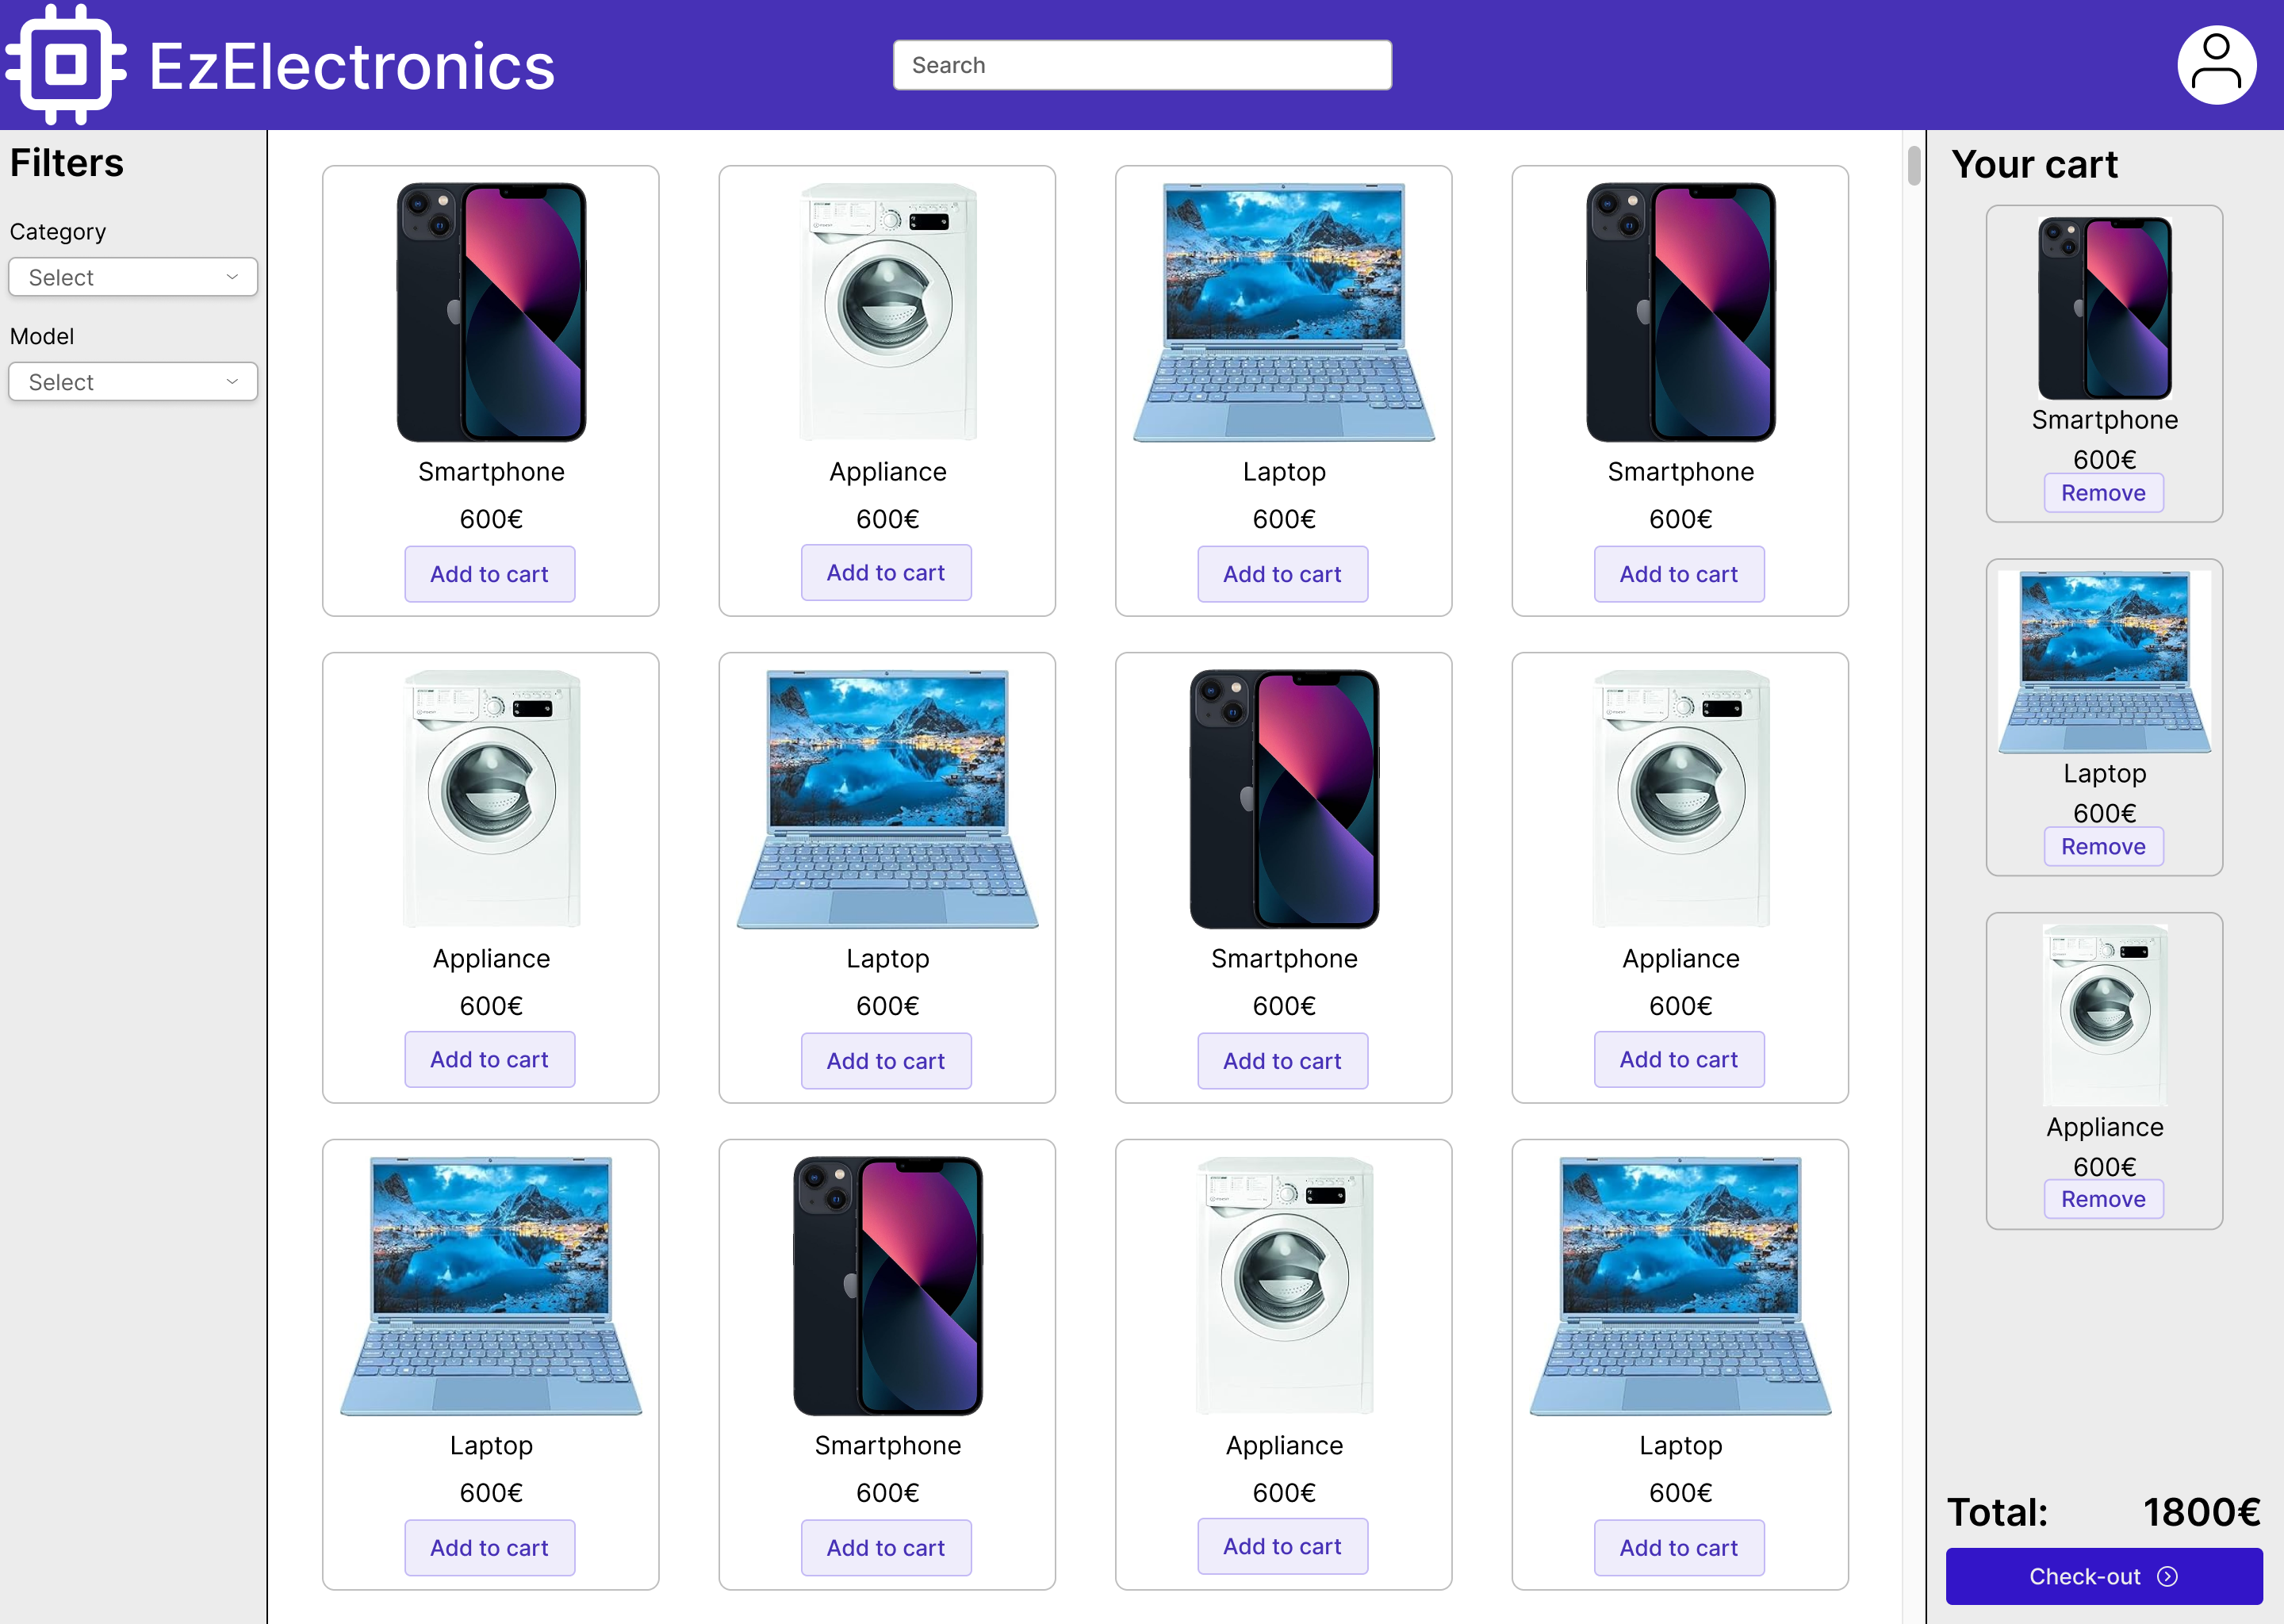 EzElectronics
Search
Filters
Category
Select
Model
Select
Smartphone
600€
Add to cart
Appliance
600€
Add to cart
Laptop
600€
Add to cart
Smartphone
600€
Add to cart
Appliance
600€
Add to cart
Laptop
600€
Add to cart
Smartphone
600€
Add to cart
Appliance
600€
Add to cart
Laptop
600€
Add to cart
Smartphone
600€
Add to cart
Appliance
600€
Add to cart
Laptop
600€
Add to cart
Your cart
Smartphone
600€
Remove
Laptop
600€
Remove
Appliance
600€
Remove
Total: 1800€
Check-out